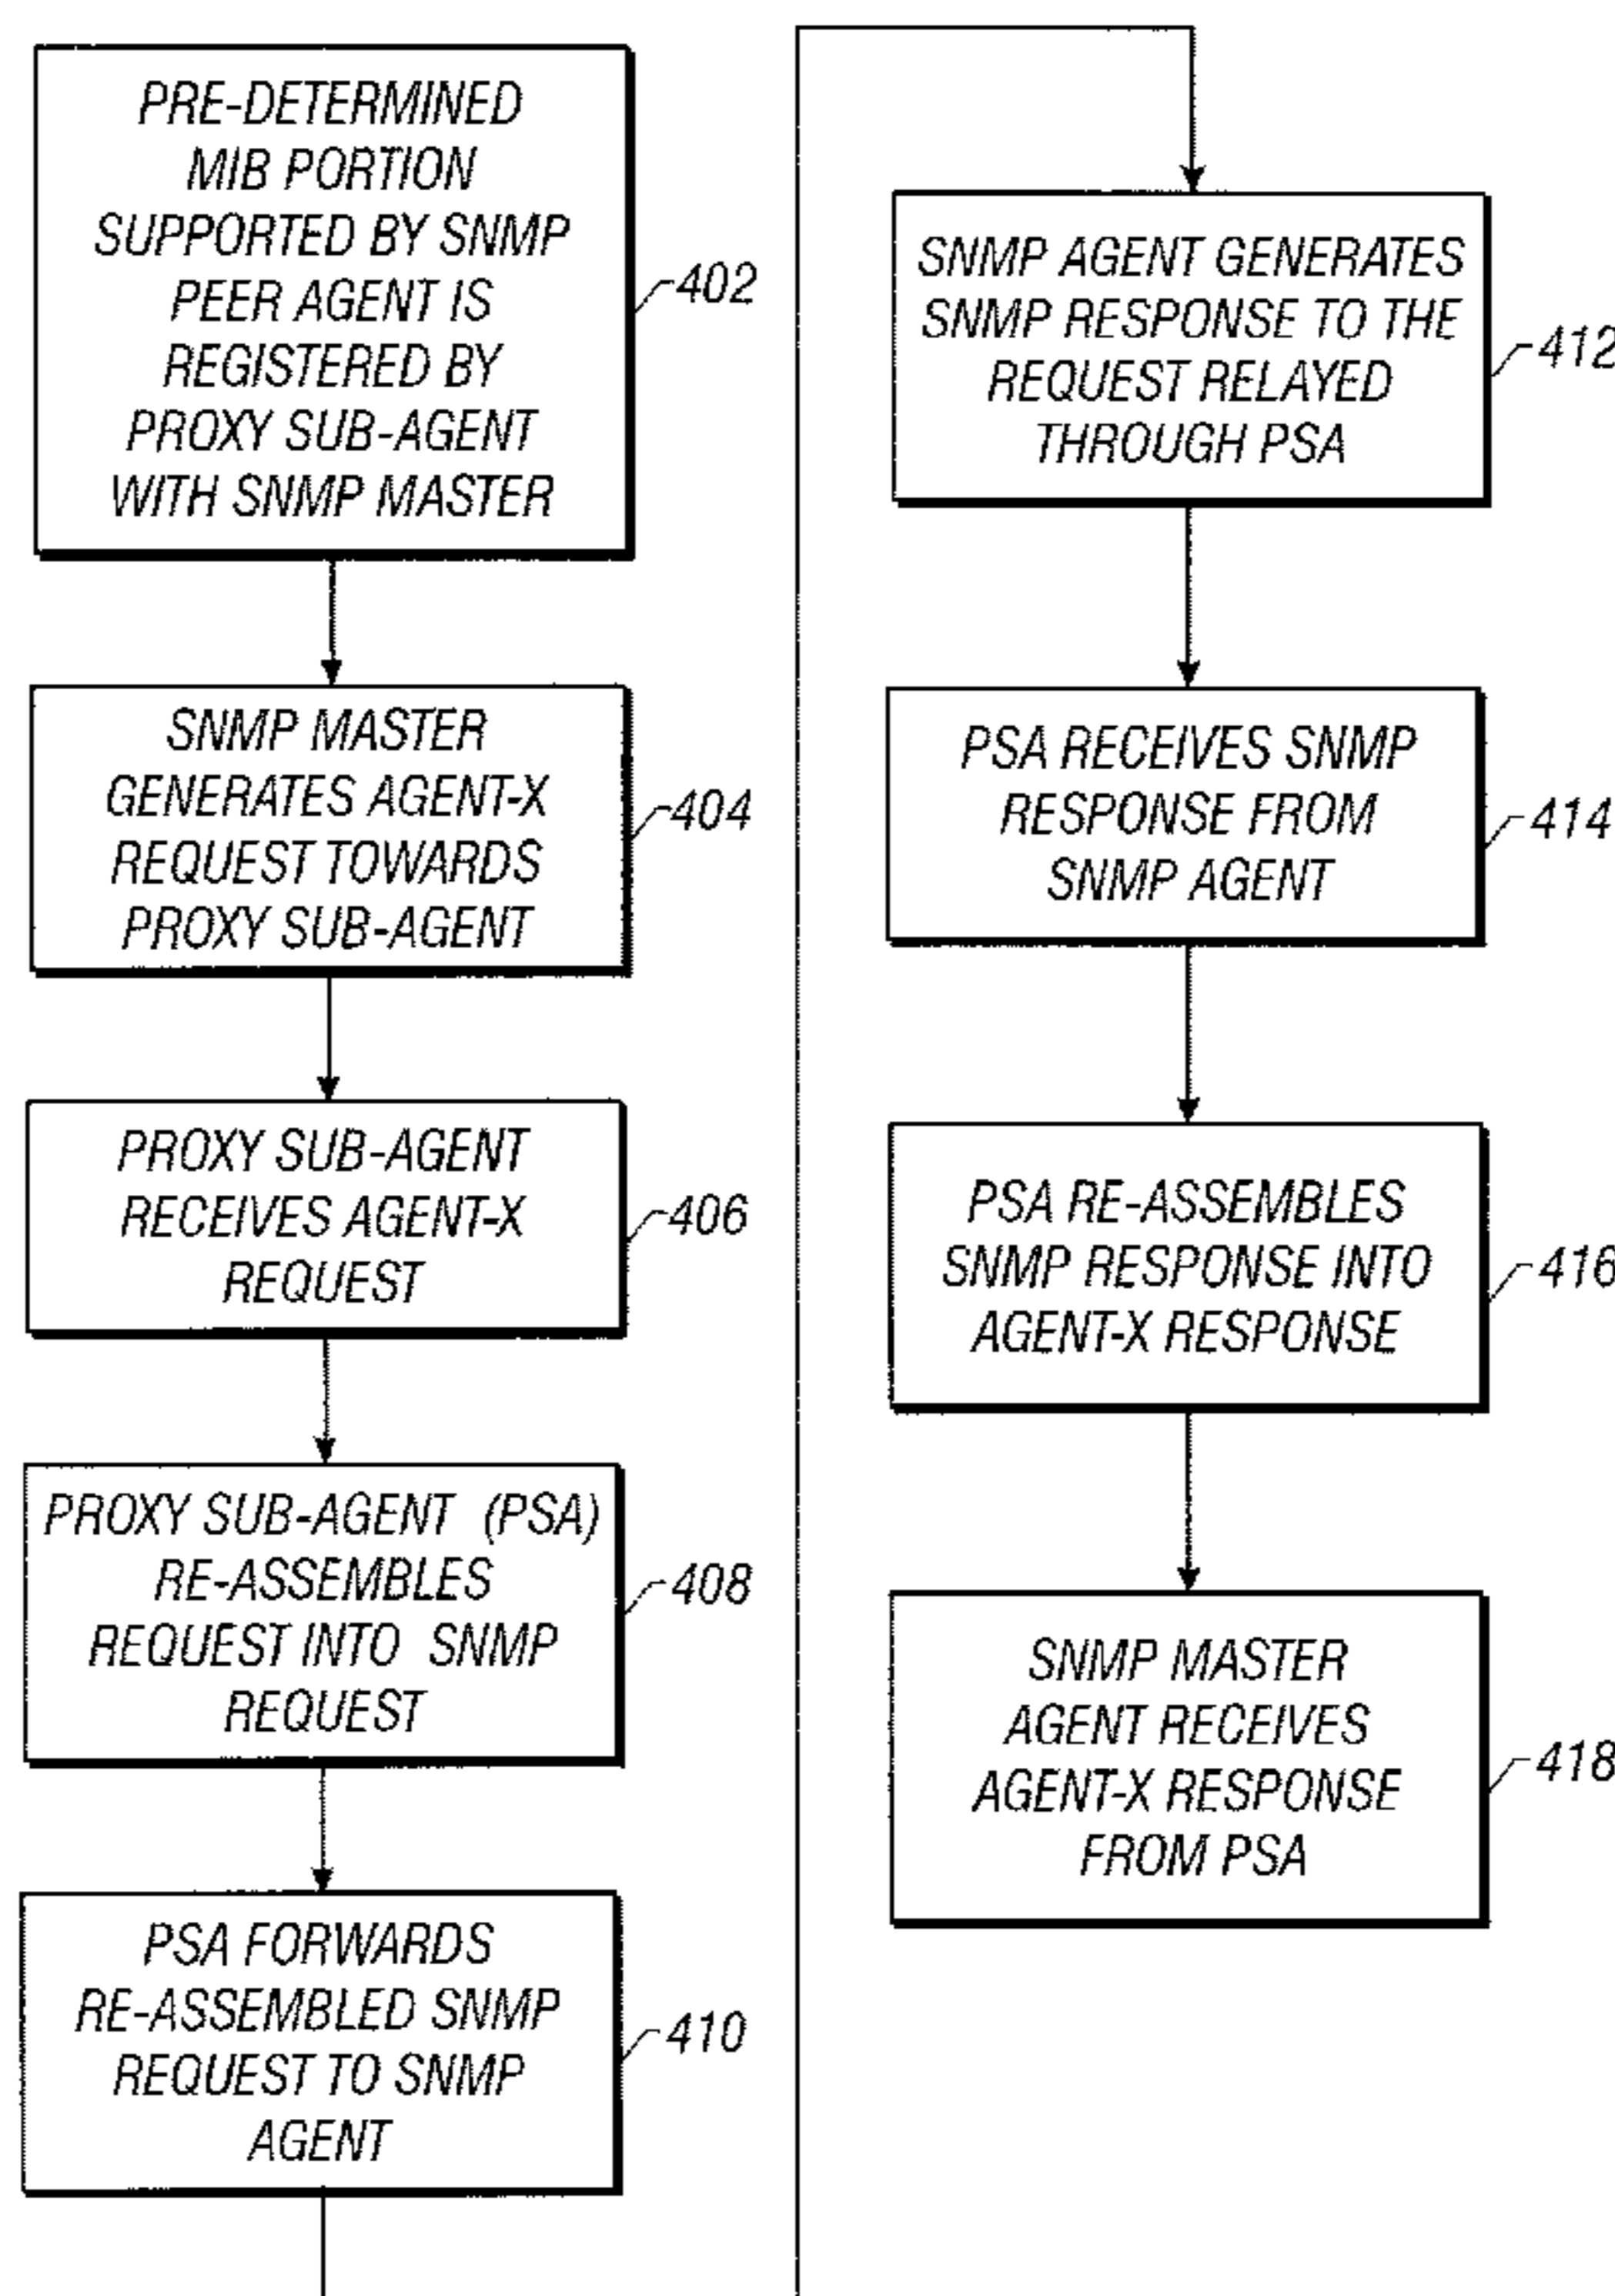 PRE-DETERMINED
MIB PORTION
SUPPORTED BY SNMP
PEER AGENT IS
REGISTERED BY
PROXY SUB-AGENT
WITH SNMP MASTER
402
SNMP MASTER
GENERATES AGENT-X
REQUEST TOWARDS
PROXY SUB-AGENT
404
PROXY SUB-AGENT
RECEIVES AGENT-X
REQUEST
406
PROXY SUB-AGENT (PSA)
RE-ASSEMBLES
REQUEST INTO SNMP
REQUEST
408
PSA FORWARDS
RE-ASSEMBLED SNMP
REQUEST TO SNMP
AGENT
410
SNMP AGENT GENERATES
SNMP RESPONSE TO THE
REQUEST RELAYED
THROUGH PSA
412
PSA RECEIVES SNMP
RESPONSE FROM
SNMP AGENT
414
PSA RE-ASSEMBLES
SNMP RESPONSE INTO
AGENT-X RESPONSE
416
SNMP MASTER
AGENT RECEIVES
AGENT-X RESPONSE
FROM PSA
418